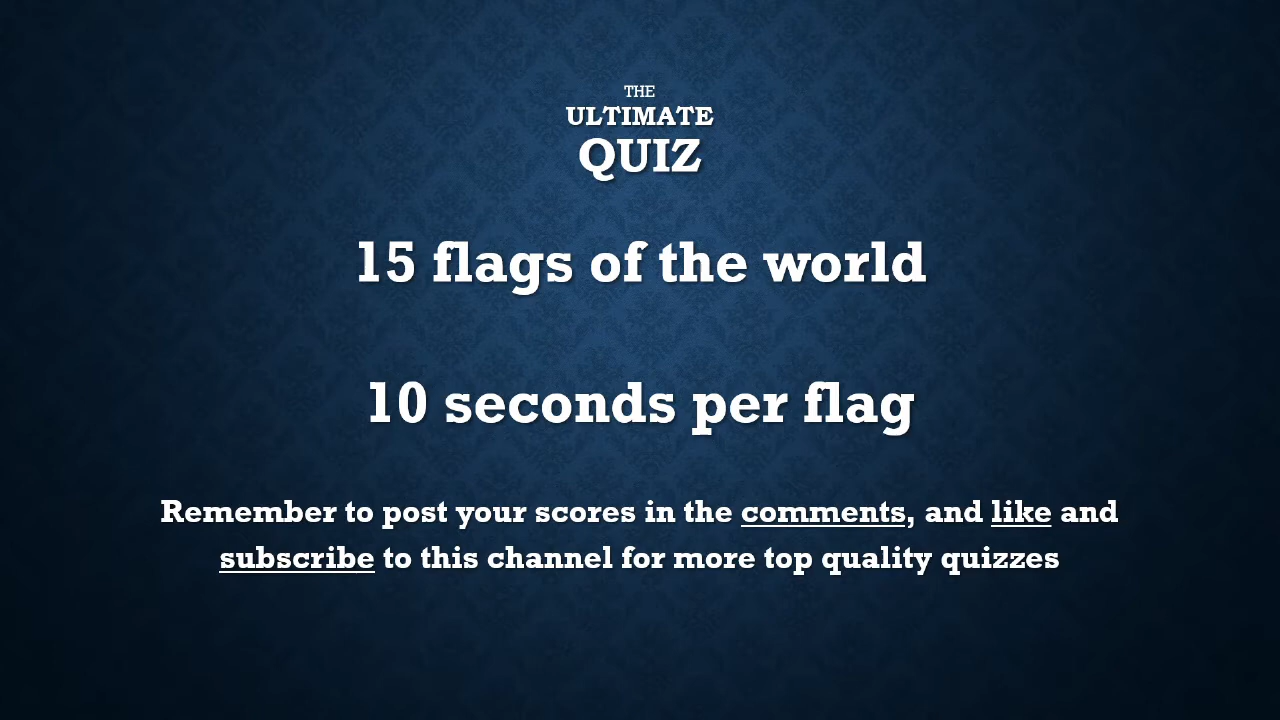 THE
ULTIMATE
QUIZ
15 flags of the world
10 seconds per flag
Remember to post your scores in the comments, and like and
subscribe to this channel for more top quality quizzes